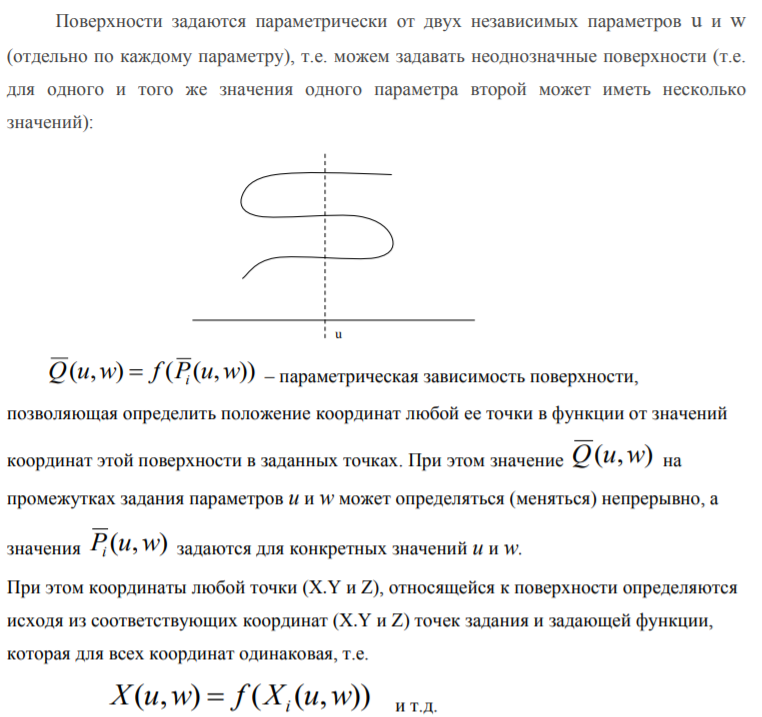 Поверхности задаются параметрически от двух независимых параметров u и w
(отдельно по каждому параметру), т.е. можем задавать неоднозначные поверхности (т.е.
для одного и того же значения одного параметра второй может иметь несколько
значений):
u
Q̅(u,w) = f(P̅ᵢ(u,w)) – параметрическая зависимость поверхности,
позволяющая определить положение координат любой ее точки в функции от значений
координат этой поверхности в заданных точках. При этом значение Q̅(u,w) на
промежутках задания параметров u и w может определяться (меняться) непрерывно, а
значения P̅ᵢ(u,w) задаются для конкретных значений u и w.
При этом координаты любой точки (X.Y и Z), относящейся к поверхности определяются
исходя из соответствующих координат (X.Y и Z) точек задания и задающей функции,
которая для всех координат одинаковая, т.е.
X(u,w) = f(Xᵢ(u,w)) и т.д.